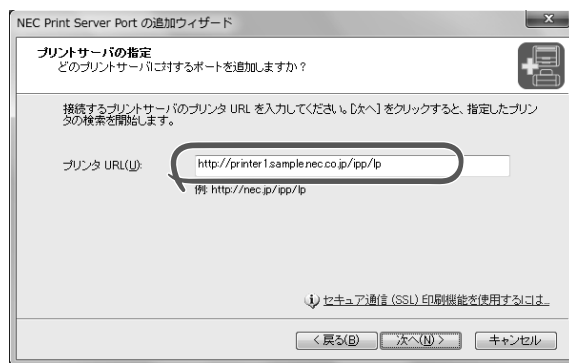 NEC Print Server Port の追加ウィザード
プリントサーバの指定
どのプリントサーバに対するポートを追加しますか?
接続するプリントサーバのプリンタ URL を入力してください。[次へ] をクリックすると、指定したプリン
タの検索を開始します。
プリンタ URL(U):
http://printer1.sample.nec.co.jp/ipp/lp
例: http://nec.jp/ipp/lp
セキュア通信 (SSL) 印刷機能を使用するには...
< 戻る(B)
次へ(N) >
キャンセル